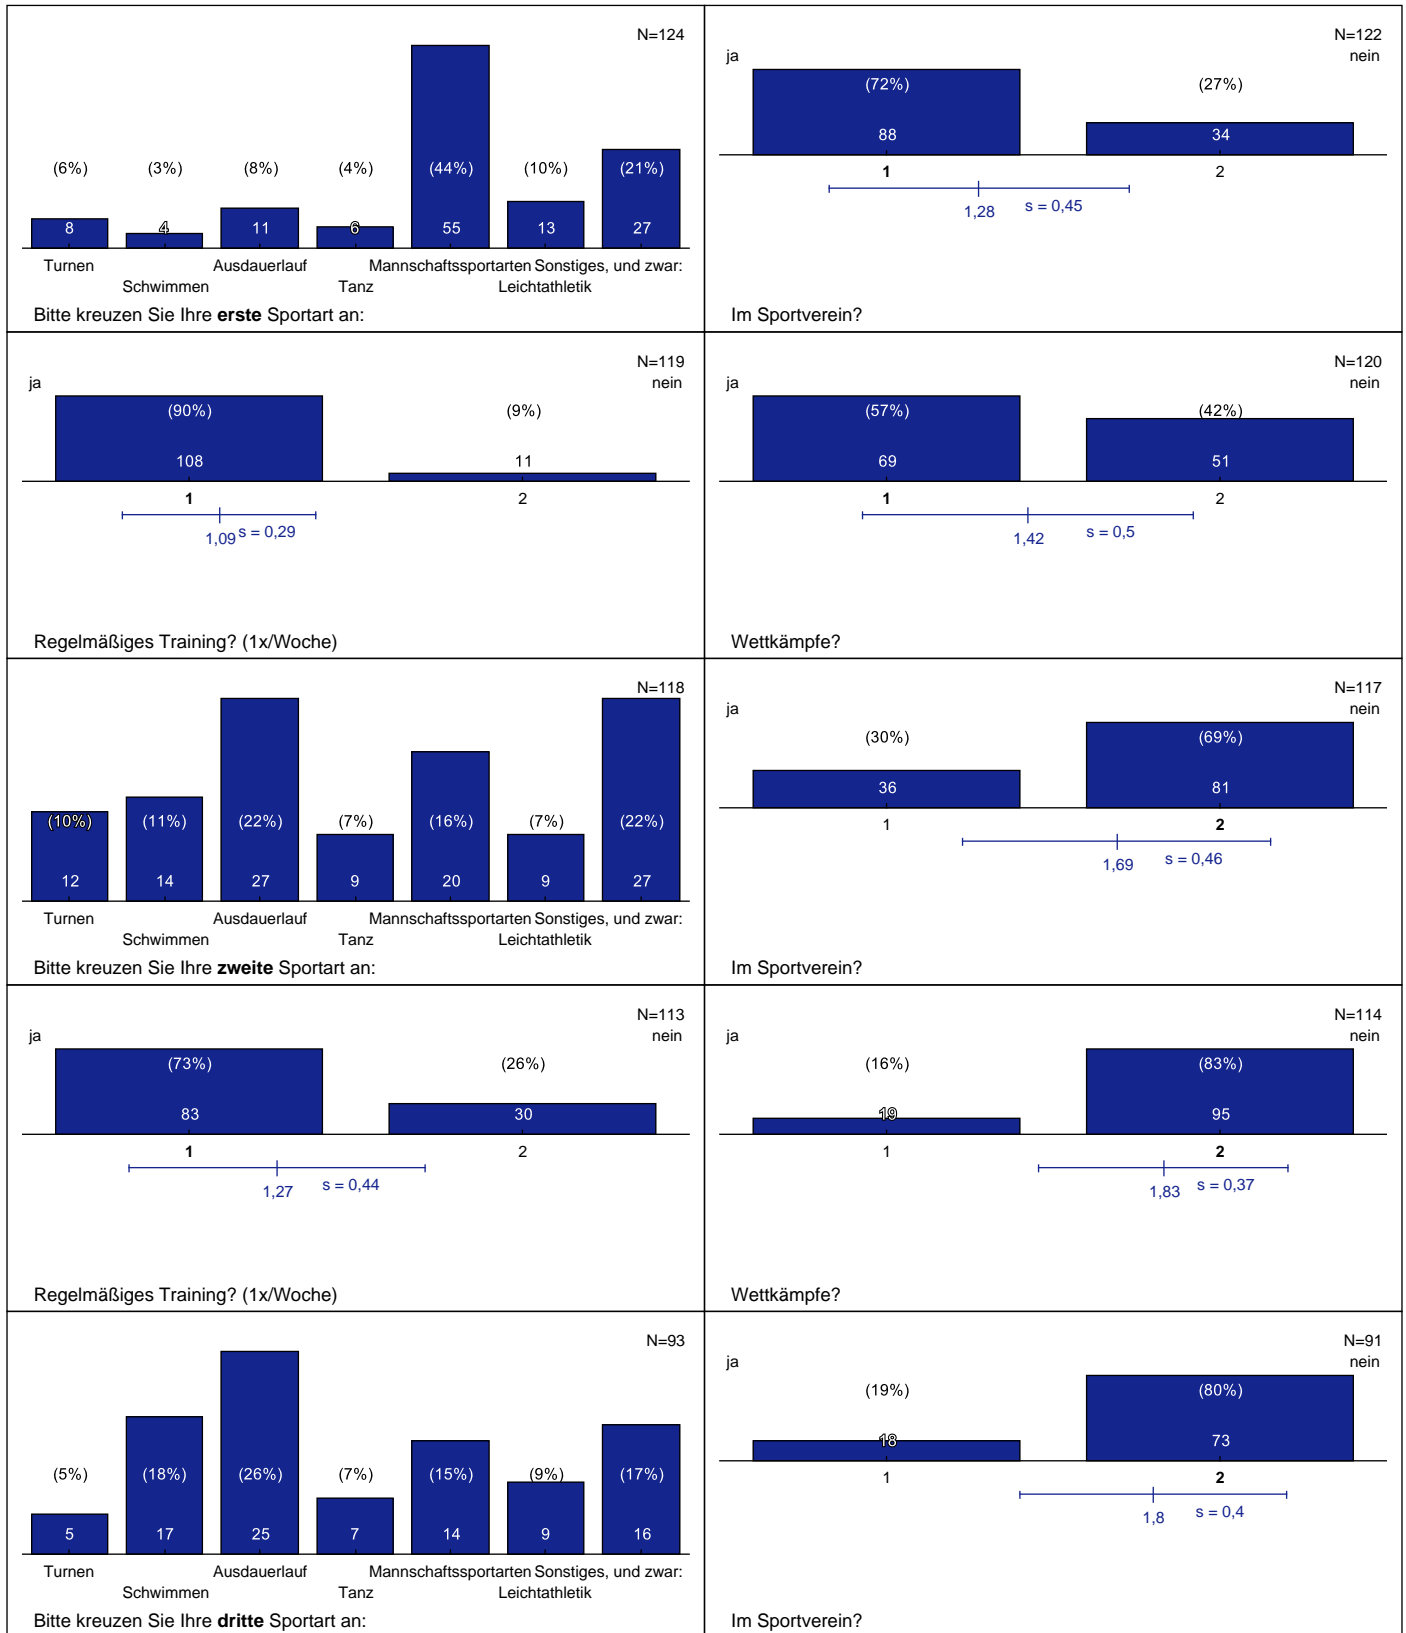 N=124
(6%) (3%) (8%) (4%) (44%) (10%) (21%)
8 4 11 6 55 13 27
Turnen Ausdauerlauf Mannschaftssportarten Sonstiges, und zwar:
Schwimmen Tanz Leichtathletik
Bitte kreuzen Sie Ihre erste Sportart an:
N=122
ja nein
(72%) (27%)
88 34
1 2
1,28 s = 0,45
Im Sportverein?
N=119
ja nein
(90%) (9%)
108 11
1 2
1,09 s = 0,29
Regelmäßiges Training? (1x/Woche)
N=120
ja nein
(57%) (42%)
69 51
1 2
1,42 s = 0,5
Wettkämpfe?
N=118
(10%) (11%) (22%) (7%) (16%) (7%) (22%)
12 14 27 9 20 9 27
Turnen Ausdauerlauf Mannschaftssportarten Sonstiges, und zwar:
Schwimmen Tanz Leichtathletik
Bitte kreuzen Sie Ihre zweite Sportart an:
N=117
ja nein
(30%) (69%)
36 81
1 2
1,69 s = 0,46
Im Sportverein?
N=113
ja nein
(73%) (26%)
83 30
1 2
1,27 s = 0,44
Regelmäßiges Training? (1x/Woche)
N=114
ja nein
(16%) (83%)
19 95
1 2
1,83 s = 0,37
Wettkämpfe?
N=93
(5%) (18%) (26%) (7%) (15%) (9%) (17%)
5 17 25 7 14 9 16
Turnen Ausdauerlauf Mannschaftssportarten Sonstiges, und zwar:
Schwimmen Tanz Leichtathletik
Bitte kreuzen Sie Ihre dritte Sportart an:
N=91
ja nein
(19%) (80%)
18 73
1 2
1,8 s = 0,4
Im Sportverein?